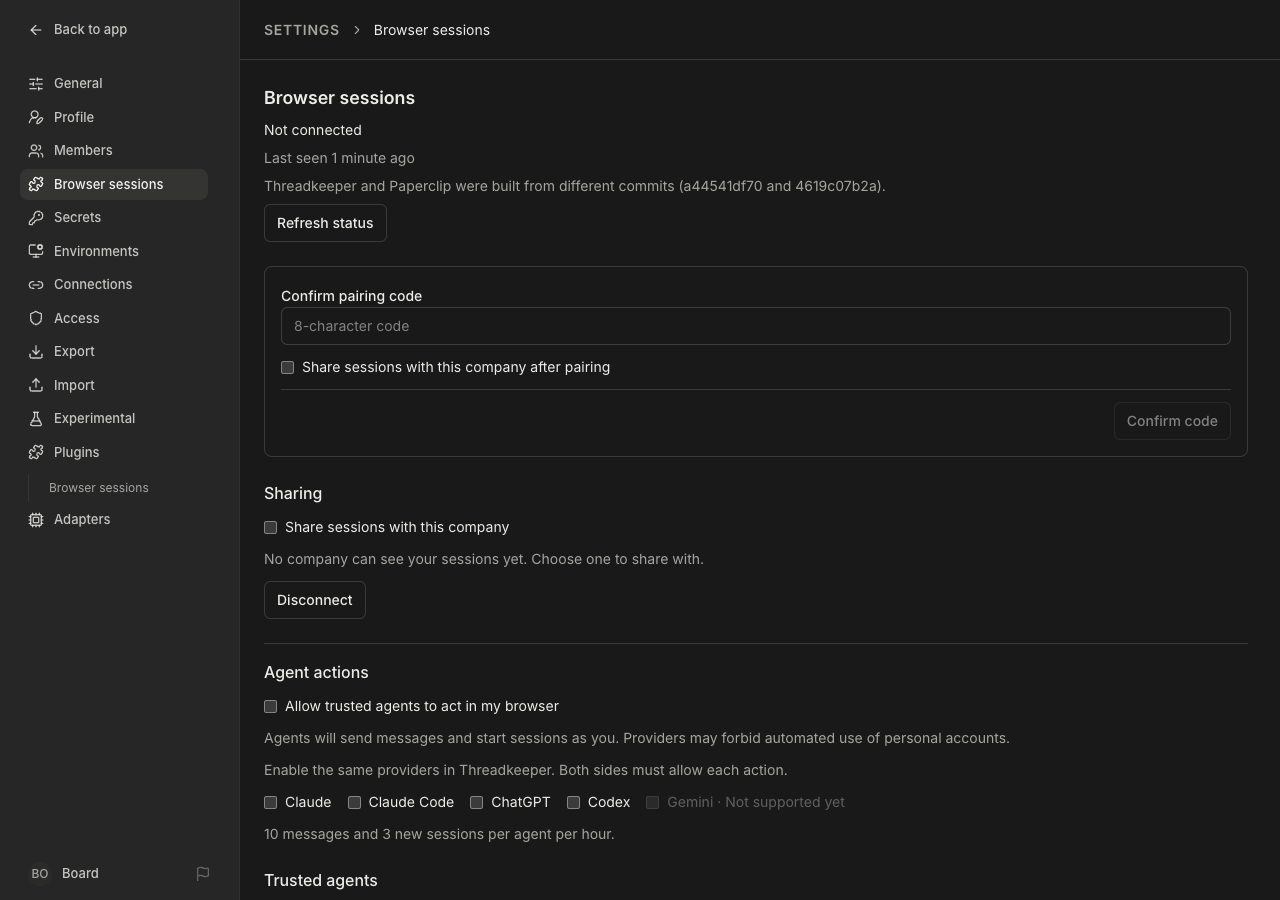 Back to app
General
Profile
Members
Browser sessions
Secrets
Environments
Connections
Access
Export
Import
Experimental
Plugins
Browser sessions
Adapters
BO Board
SETTINGS > Browser sessions
Browser sessions
Not connected
Last seen 1 minute ago
Threadkeeper and Paperclip were built from different commits (a44541df70 and 4619c07b2a).
Refresh status
Confirm pairing code
8-character code
Share sessions with this company after pairing
Confirm code
Sharing
Share sessions with this company
No company can see your sessions yet. Choose one to share with.
Disconnect
Agent actions
Allow trusted agents to act in my browser
Agents will send messages and start sessions as you. Providers may forbid automated use of personal accounts.
Enable the same providers in Threadkeeper. Both sides must allow each action.
Claude Claude Code ChatGPT Codex Gemini · Not supported yet
10 messages and 3 new sessions per agent per hour.
Trusted agents